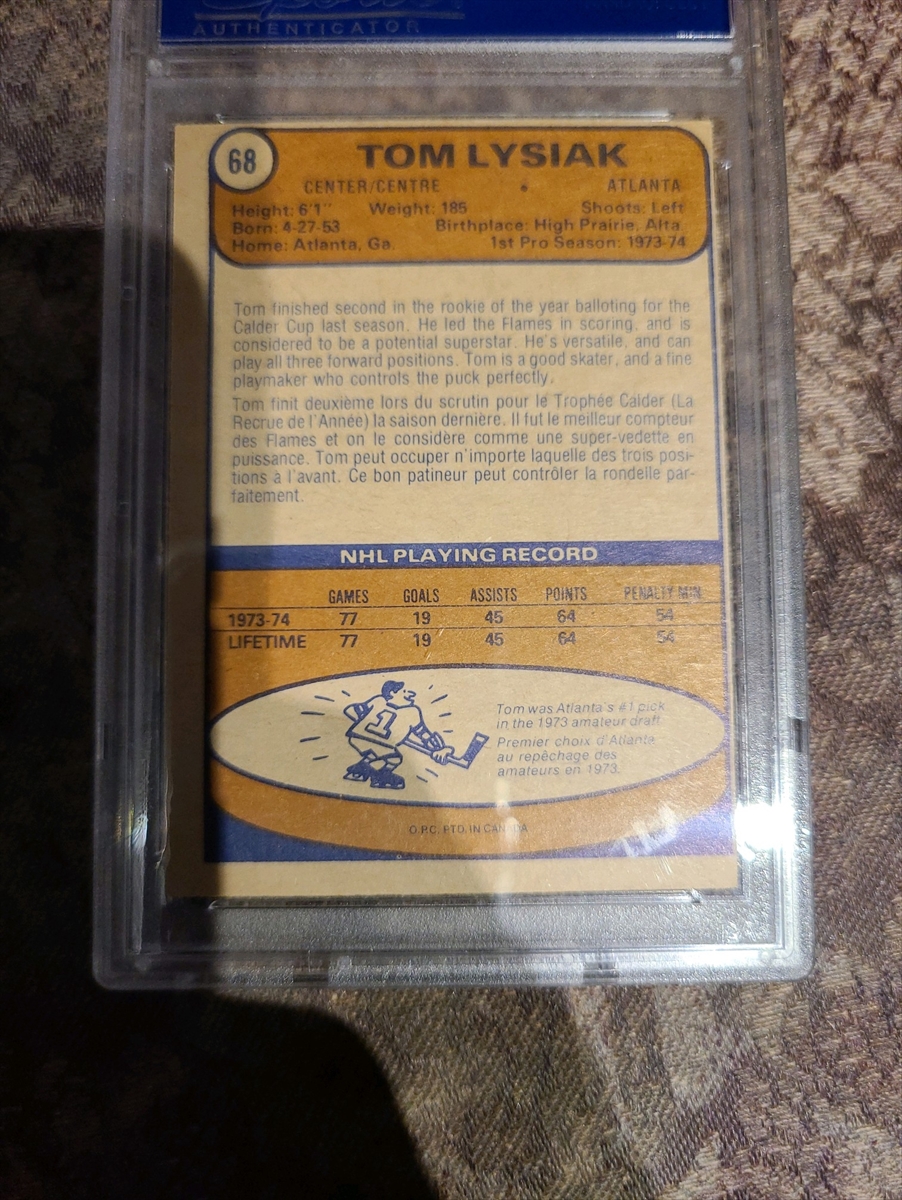 AUTHENTICATOR
68
TOM LYSIAK
CENTER/CENTRE • ATLANTA
Height: 6'1" Weight: 185 Shoots: Left
Born: 4-27-53 Birthplace: High Prairie, Alta.
Home: Atlanta, Ga. 1st Pro Season: 1973-74
Tom finished second in the rookie of the year balloting for the
Calder Cup last season. He led the Flames in scoring, and is
considered to be a potential superstar. He's versatile, and can
play all three forward positions. Tom is a good skater, and a fine
playmaker who controls the puck perfectly.
Tom finit deuxième lors du scrutin pour le Trophée Calder (La
Recrue de l'Année) la saison dernière. Il fut le meilleur compteur
des Flames et on le considère comme une super-vedette en
puissance. Tom peut occuper n'importe laquelle des trois posi-
tions à l'avant. Ce bon patineur peut contrôler la rondelle par-
faitement.
NHL PLAYING RECORD
GAMES GOALS ASSISTS POINTS PENALTY MIN.
1973-74 77 19 45 64 54
LIFETIME 77 19 45 64 54
1
Tom was Atlanta's #1 pick
in the 1973 amateur draft.
Premier choix d'Atlanta
au repêchage des
amateurs en 1973.
O.P.C. PTD. IN CANADA